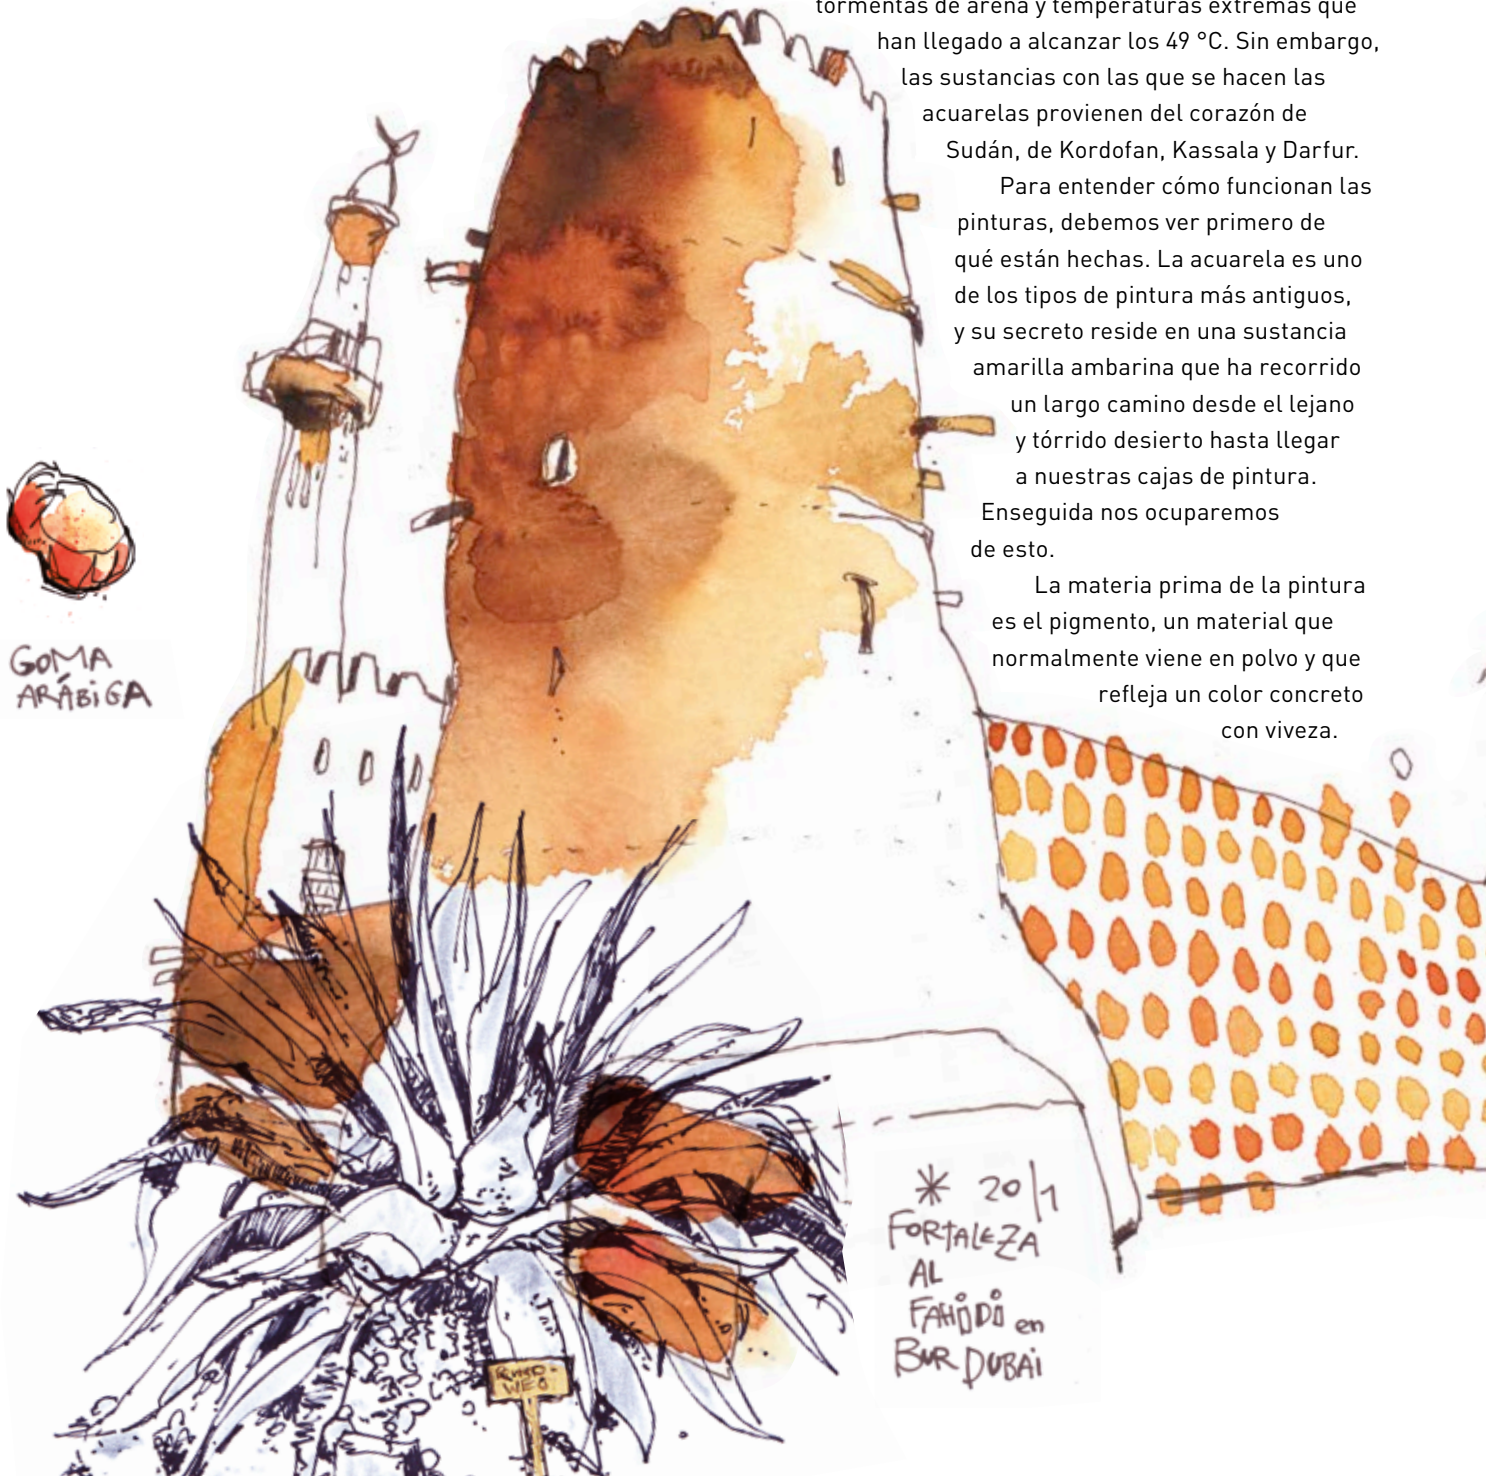 tormentas de arena y temperaturas extremas que
han llegado a alcanzar los 49 °C. Sin embargo,
las sustancias con las que se hacen las
acuarelas provienen del corazón de
Sudán, de Kordofan, Kassala y Darfur.
Para entender cómo funcionan las
pinturas, debemos ver primero de
qué están hechas. La acuarela es uno
de los tipos de pintura más antiguos,
y su secreto reside en una sustancia
amarilla ambarina que ha recorrido
un largo camino desde el lejano
y tórrido desierto hasta llegar
a nuestras cajas de pintura.
Enseguida nos ocuparemos
de esto.
La materia prima de la pintura
es el pigmento, un material que
normalmente viene en polvo y que
refleja un color concreto
con viveza.
GOMA
ARÁBiGA
* 20/1
FORTALEZA
AL
FAHiDi en
BUR DUBAi
WEG